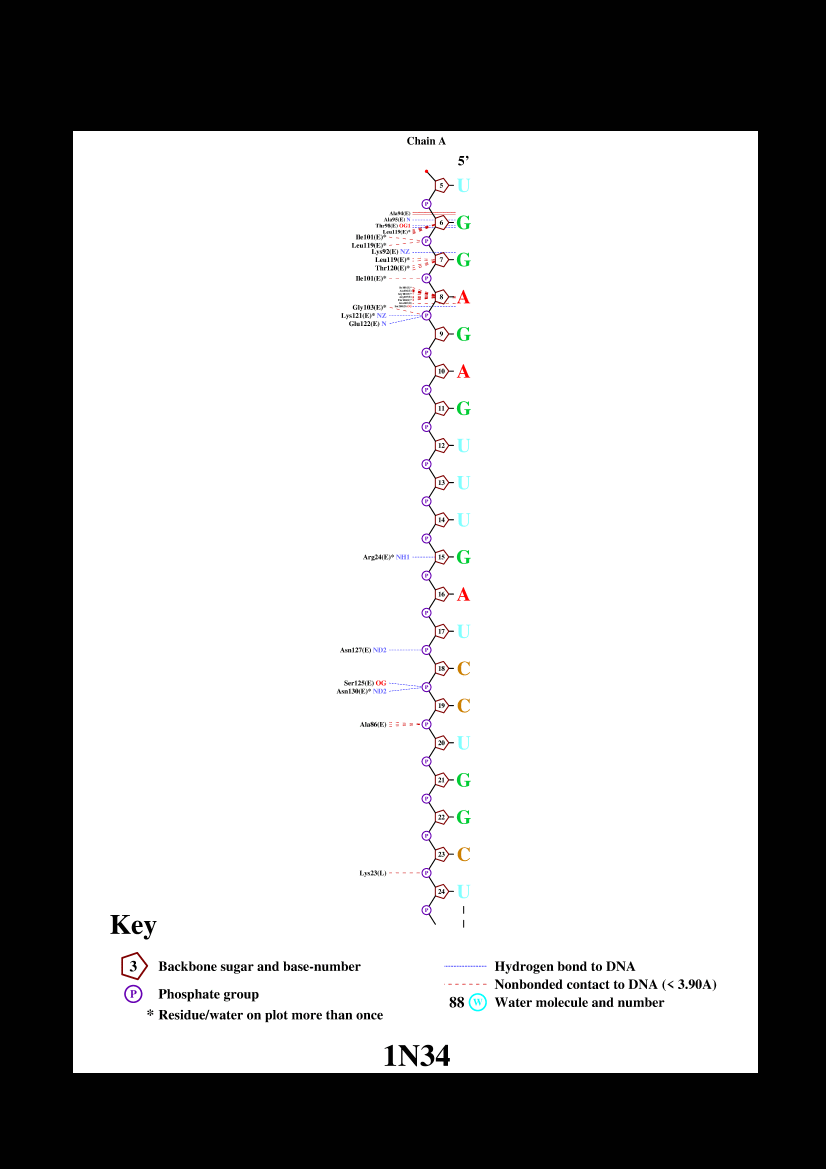 Chain A
5’
5 U
P
Ala94(E)
Ala95(E) N
Thr98(E) OG1
Leu119(E)*
6 G
Ile101(E)*
P
Leu119(E)*
Lys92(E) NZ
Leu119(E)*
7 G
Thr120(E)*
Ile101(E)*
P
8 A
Gly103(E)*
Lys121(E)* NZ
P
Glu122(E) N
9 G
P
10 A
P
11 G
P
12 U
P
13 U
P
14 U
P
Arg24(E)* NH1
15 G
P
16 A
P
17 U
Asn127(E) ND2
P
18 C
Ser125(E) OG
P
Asn130(E)* ND2
19 C
Ala86(E)
P
20 U
P
21 G
P
22 G
P
23 C
Lys23(L)
P
24 U
P
Key
3 Backbone sugar and base-number
P Phosphate group
* Residue/water on plot more than once
Hydrogen bond to DNA
Nonbonded contact to DNA (< 3.90A)
88 W Water molecule and number
1N34